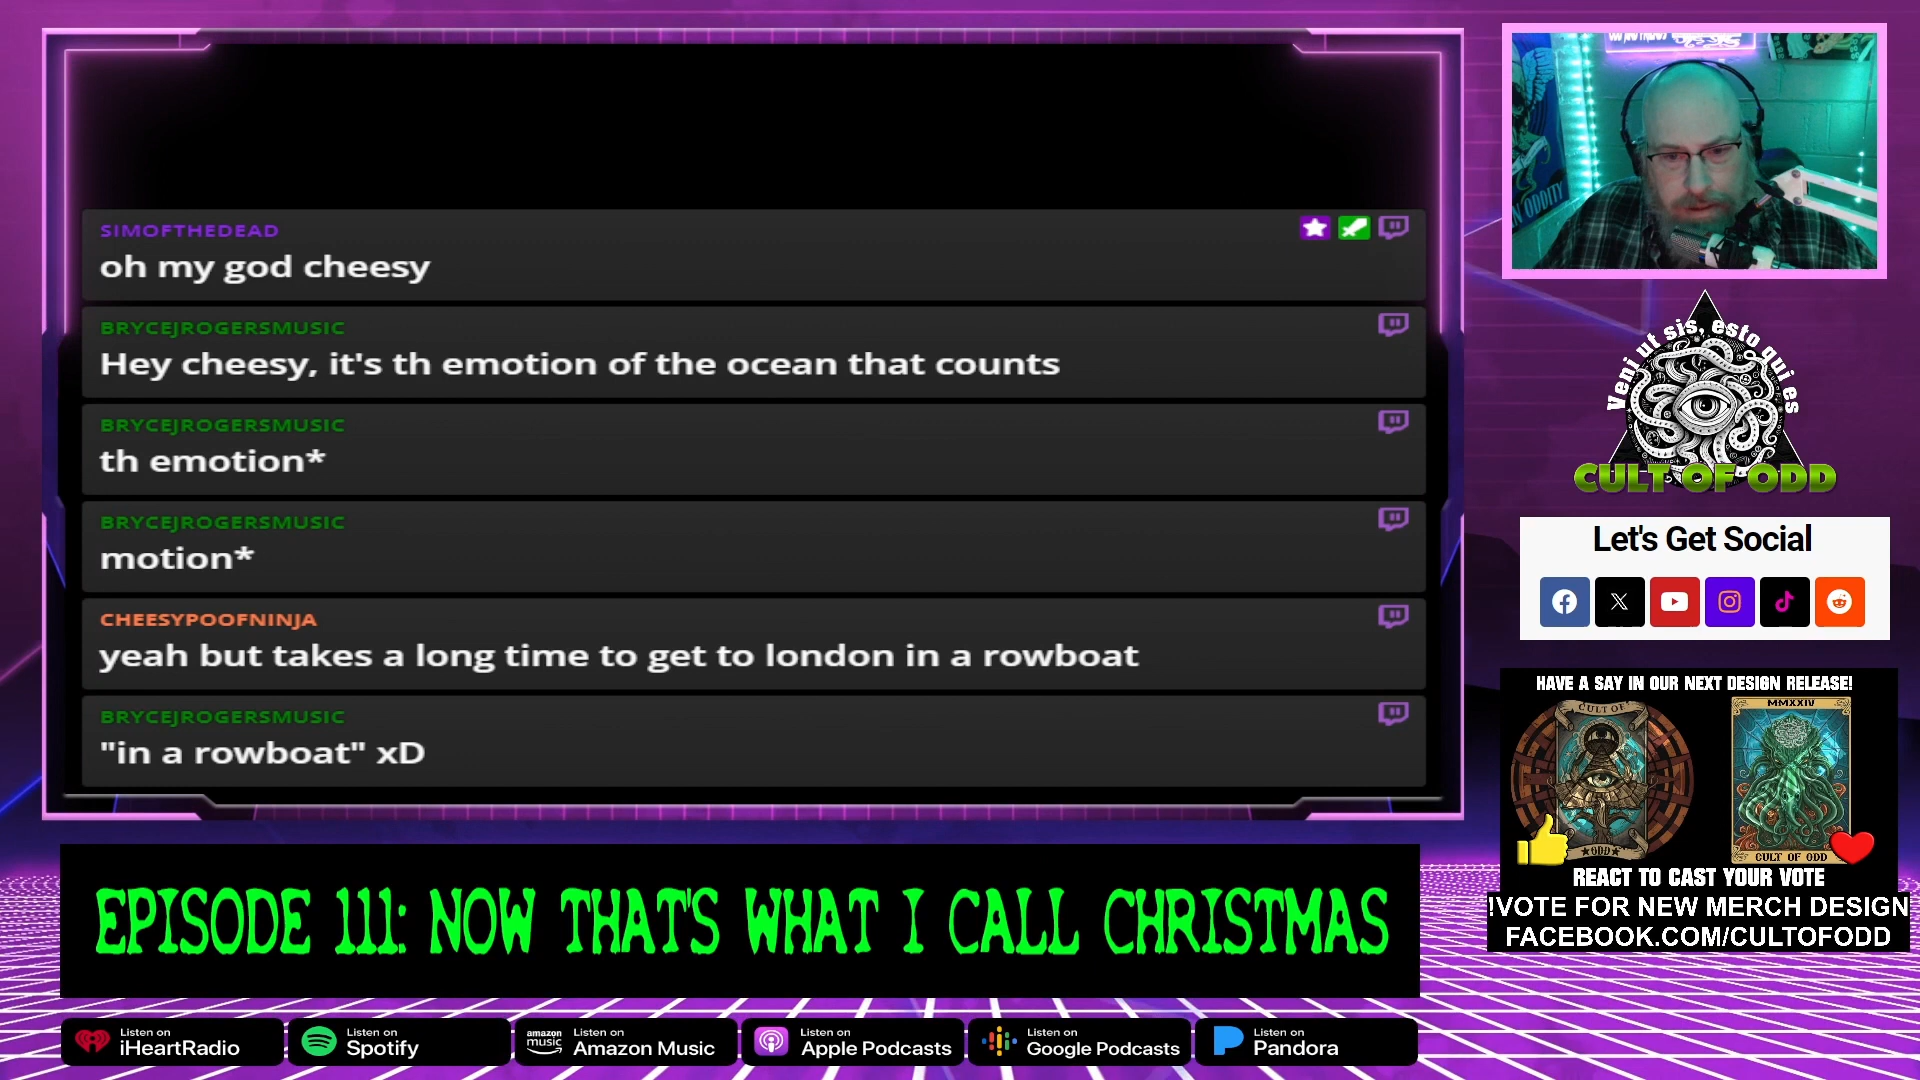 SIMOFTHEDEAD
oh my god cheesy
BRYCEJROGERSMUSIC
Hey cheesy, it's th emotion of the ocean that counts
BRYCEJROGERSMUSIC
th emotion*
BRYCEJROGERSMUSIC
motion*
CHEESYPOOFNINJA
yeah but takes a long time to get to london in a rowboat
BRYCEJROGERSMUSIC
"in a rowboat" xD
EPISODE 111: NOW THAT'S WHAT I CALL CHRISTMAS
Listen on
iHeartRadio
Listen on
Spotify
amazon
music
Listen on
Amazon Music
Listen on
Apple Podcasts
Listen on
Google Podcasts
Listen on
Pandora
ODDITY
Veni ut sis, esto qui es
CULT OF ODD
Let's Get Social
HAVE A SAY IN OUR NEXT DESIGN RELEASE!
CULT OF
ODD
MMXXIV
CULT OF ODD
REACT TO CAST YOUR VOTE
!VOTE FOR NEW MERCH DESIGN
FACEBOOK.COM/CULTOFODD